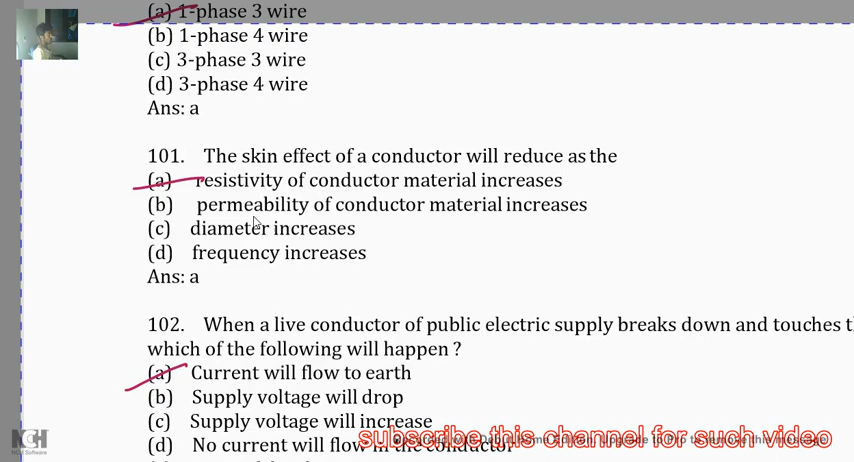 (a) 1-phase 3 wire
(b) 1-phase 4 wire
(c) 3-phase 3 wire
(d) 3-phase 4 wire
Ans: a
101. The skin effect of a conductor will reduce as the
(a) resistivity of conductor material increases
(b) permeability of conductor material increases
(c) diameter increases
(d) frequency increases
Ans: a
102. When a live conductor of public electric supply breaks down and touches
which of the following will happen ?
(a) Current will flow to earth
(b) Supply voltage will drop
(c) Supply voltage will increase
(d) No current will flow in the conductor
subscribe this channel for such video
NCH
NCH Software